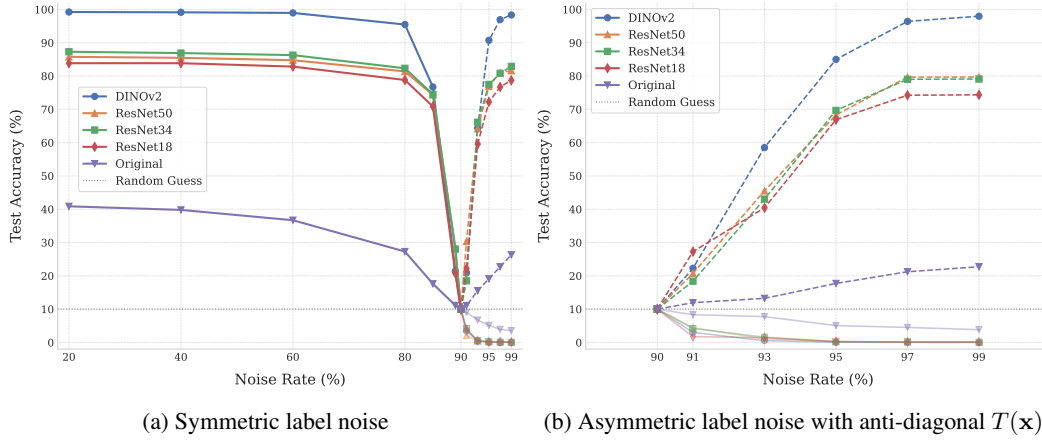 Test Accuracy (%)
100
90
80
70
60
50
40
30
20
10
0
DINOv2
ResNet50
ResNet34
ResNet18
Original
Random Guess
20
40
60
80
90
95
99
Noise Rate (%)
(a) Symmetric label noise
Test Accuracy (%)
100
90
80
70
60
50
40
30
20
10
0
DINOv2
ResNet50
ResNet34
ResNet18
Original
Random Guess
90
91
93
95
97
99
Noise Rate (%)
(b) Asymmetric label noise with anti-diagonal T(x)